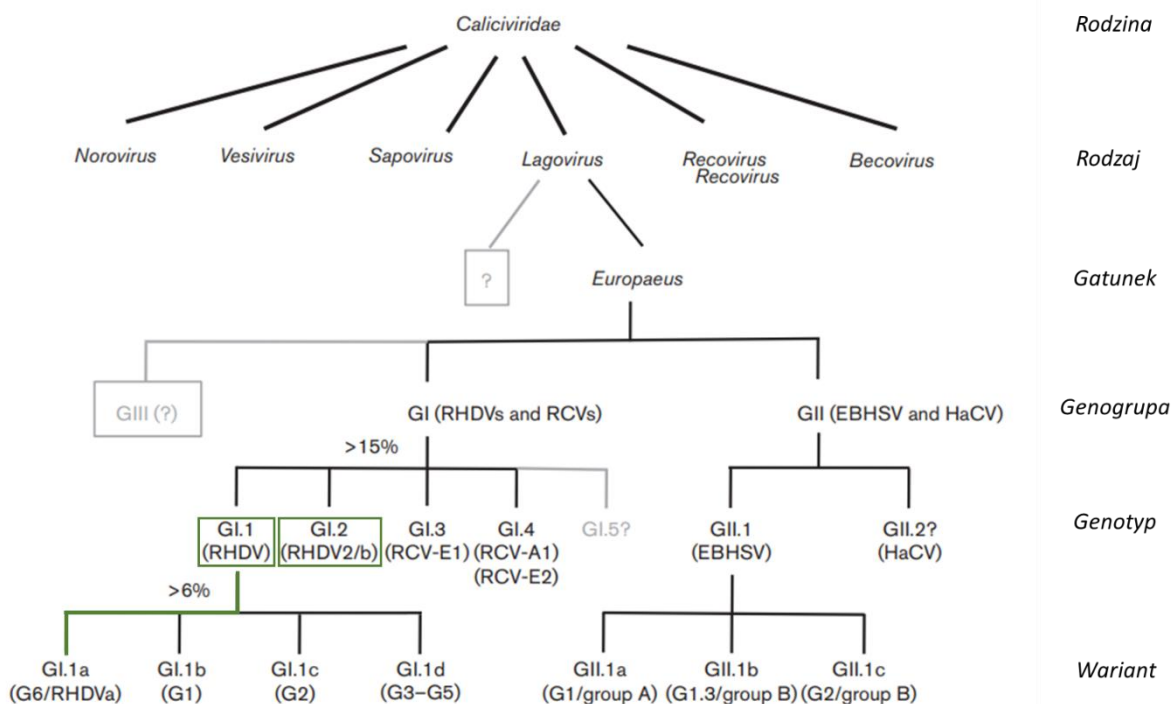 Caliciviridae
Rodzina
Norovirus
Vesivirus
Sapovirus
Lagovirus
Recovirus
Recovirus
Becovirus
Rodzaj
?
Europaeus
Gatunek
GIII (?)
GI (RHDVs and RCVs)
GII (EBHSV and HaCV)
Genogrupa
>15%
GI.1
(RHDV)
GI.2
(RHDV2/b)
GI.3
(RCV-E1)
GI.4
(RCV-A1)
(RCV-E2)
GI.5?
GII.1
(EBHSV)
GII.2?
(HaCV)
Genotyp
>6%
GI.1a
(G6/RHDVa)
GI.1b
(G1)
GI.1c
(G2)
GI.1d
(G3–G5)
GII.1a
(G1/group A)
GII.1b
(G1.3/group B)
GII.1c
(G2/group B)
Wariant